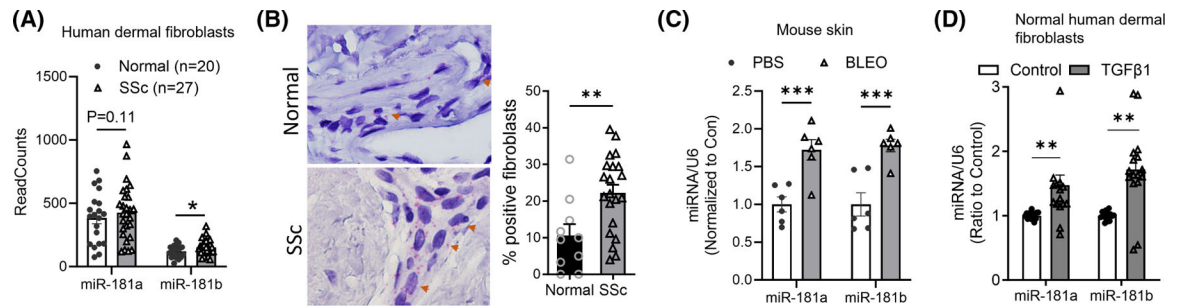 (A)
Human dermal fibroblasts
Normal (n=20)
SSc (n=27)
ReadCounts
1500
1000
500
0
P=0.11
*
miR-181a
miR-181b
(B)
Normal
SSc
% positive fibroblasts
50
40
30
20
10
0
**
Normal SSc
(C)
Mouse skin
PBS
BLEO
miRNA/U6
(Normalized to Con)
2.5
2.0
1.5
1.0
0.5
0.0
***
***
miR-181a
miR-181b
(D)
Normal human dermal
fibroblasts
Control
TGFβ1
miRNA/U6
(Ratio to Control)
3
2
1
0
**
**
miR-181a
miR-181b